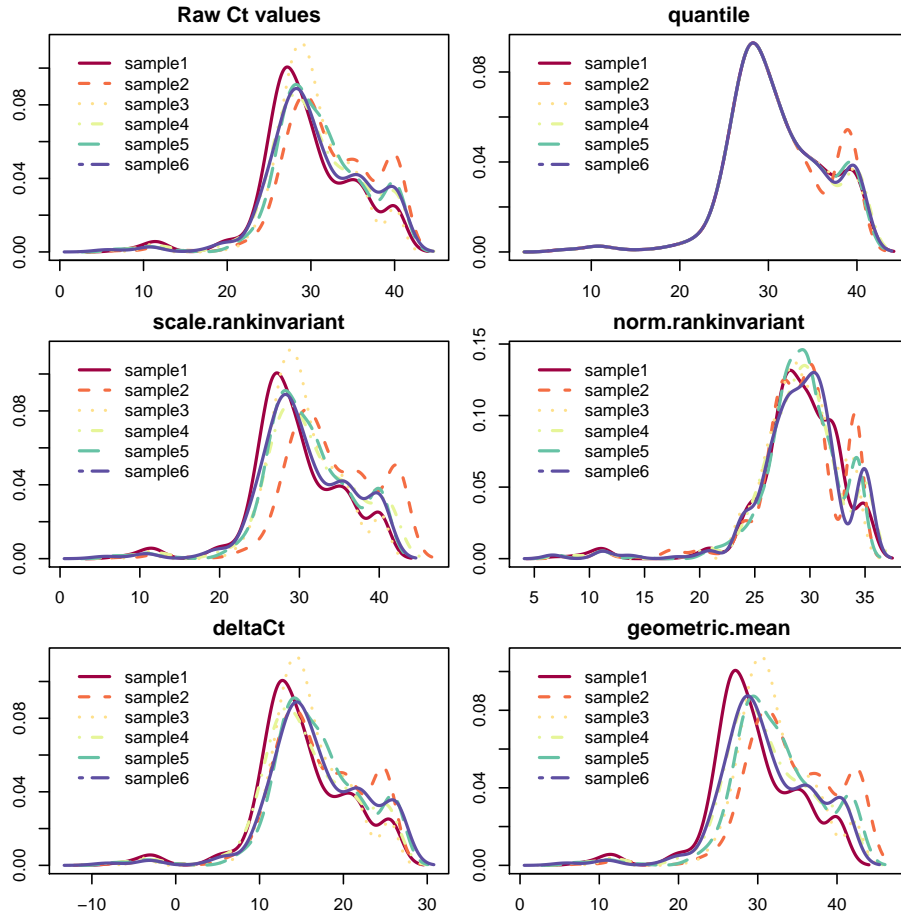 Raw Ct values
sample1
sample2
sample3
sample4
sample5
sample6
0.00
0.04
0.08
0 10 20 30 40
quantile
sample1
sample2
sample3
sample4
sample5
sample6
0.00
0.04
0.08
10 20 30 40
scale.rankinvariant
sample1
sample2
sample3
sample4
sample5
sample6
0.00
0.04
0.08
0 10 20 30 40
norm.rankinvariant
sample1
sample2
sample3
sample4
sample5
sample6
0.00
0.05
0.10
0.15
5 10 15 20 25 30 35
deltaCt
sample1
sample2
sample3
sample4
sample5
sample6
0.00
0.04
0.08
−10 0 10 20 30
geometric.mean
sample1
sample2
sample3
sample4
sample5
sample6
0.00
0.04
0.08
0 10 20 30 40